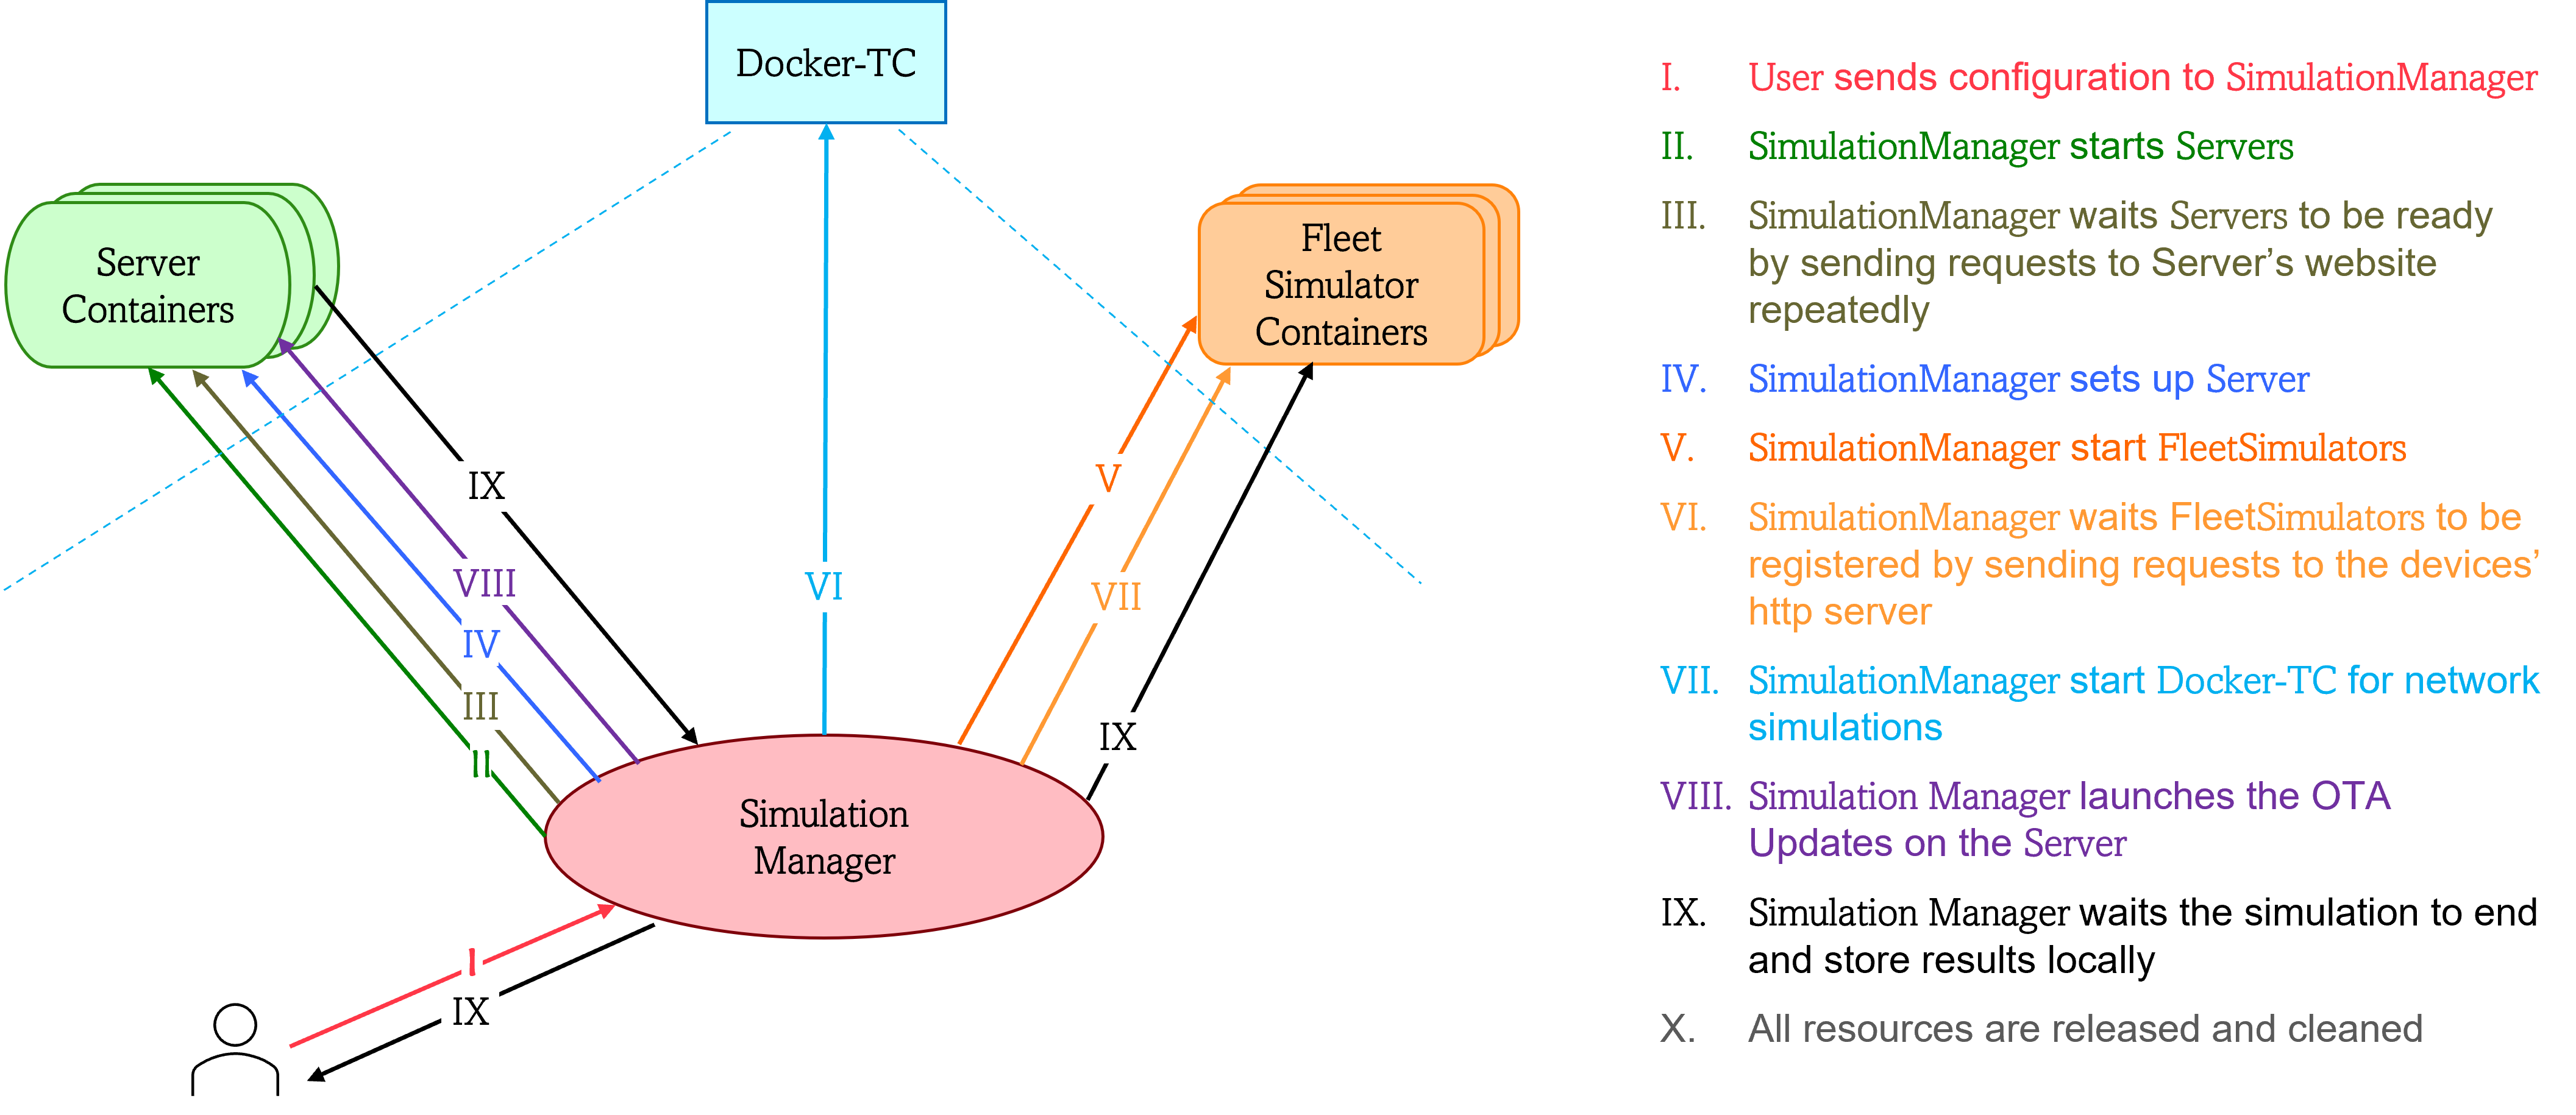 Docker-TC
Server
Containers
Fleet
Simulator
Containers
IX
V
VIII
VI
VII
IV
III
IX
II
Simulation
Manager
I
IX
I. User sends configuration to SimulationManager
II. SimulationManager starts Servers
III. SimulationManager waits Servers to be ready
by sending requests to Server’s website
repeatedly
IV. SimulationManager sets up Server
V. SimulationManager start FleetSimulators
VI. SimulationManager waits FleetSimulators to be
registered by sending requests to the devices’
http server
VII. SimulationManager start Docker-TC for network
simulations
VIII. Simulation Manager launches the OTA
Updates on the Server
IX. Simulation Manager waits the simulation to end
and store results locally
X. All resources are released and cleaned